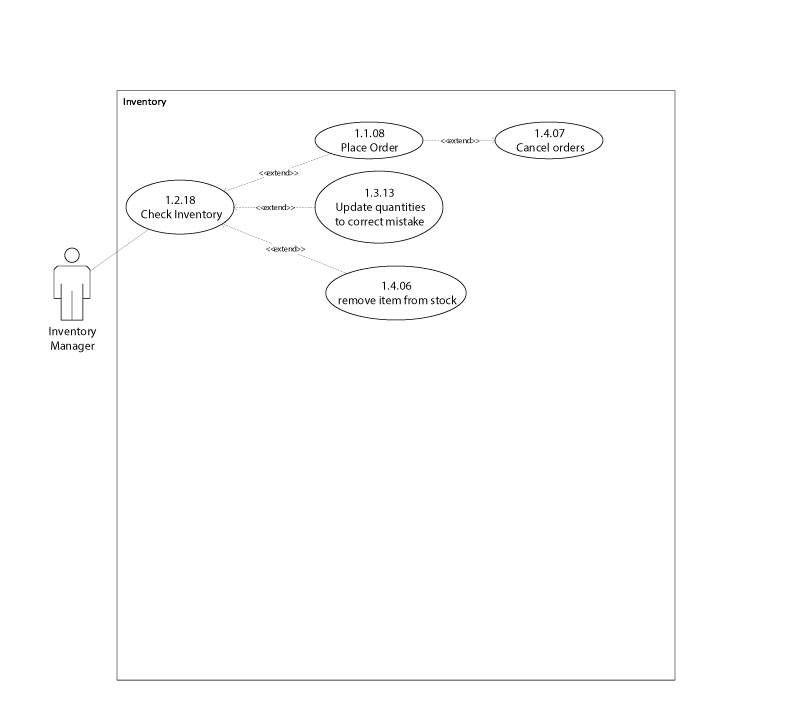 Inventory
1.1.08
Place Order
<<extend>>
1.4.07
Cancel orders
<<extend>>
1.2.18
Check Inventory
<<extend>>
1.3.13
Update quantities
to correct mistake
<<extend>>
1.4.06
remove item from stock
Inventory
Manager